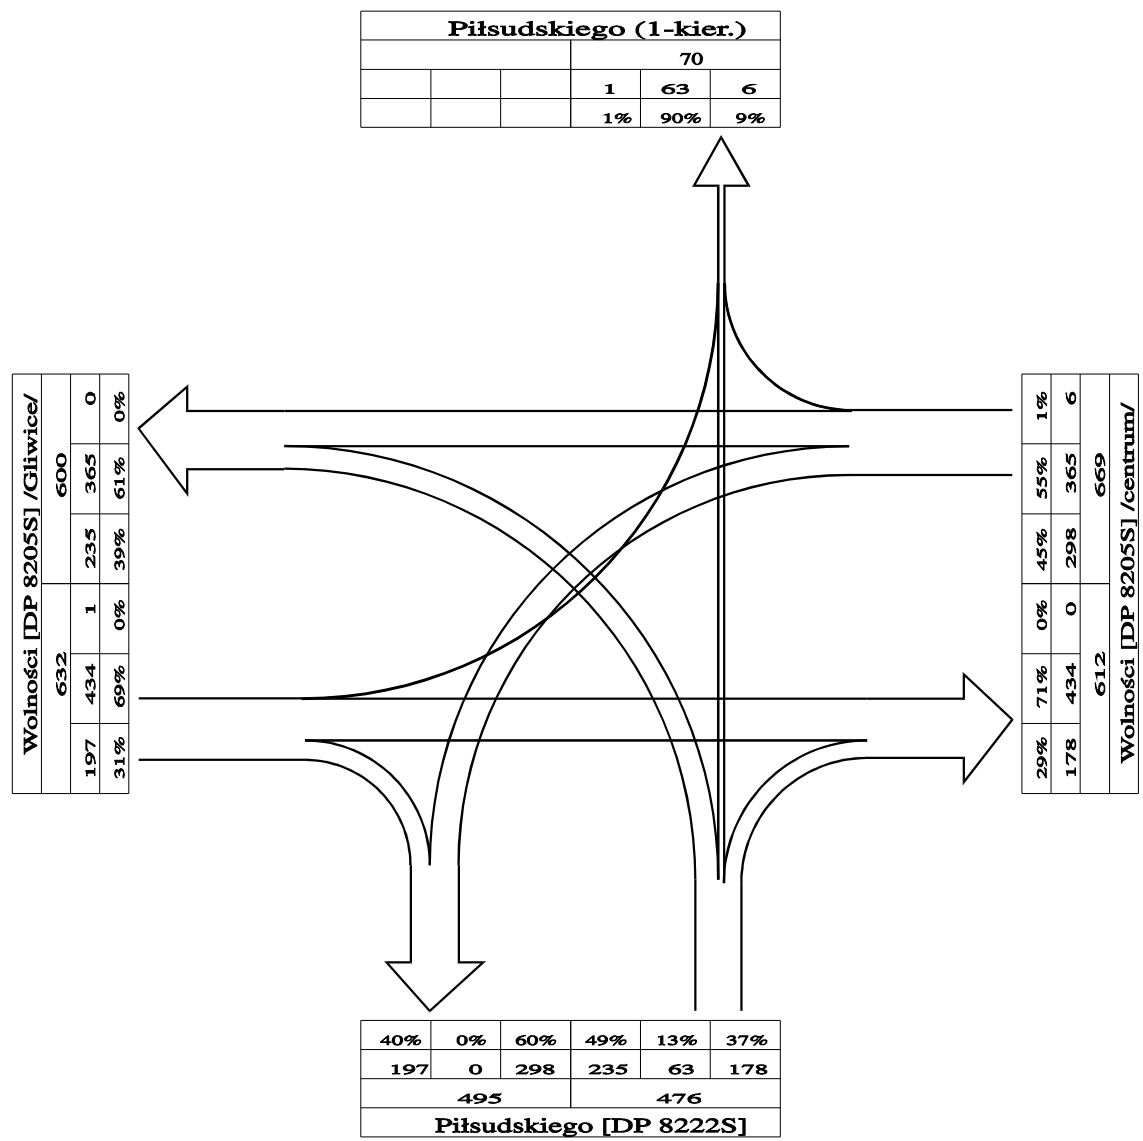 Piłsudskiego (1-kier.)
70
1 63 6
1% 90% 9%
Wolności [DP 8205S] /Gliwice/
632 600
197 434 1 235 365 0
31% 69% 0% 39% 61% 0%
29% 71% 0% 45% 55% 1%
178 434 0 298 365 6
612 669
Wolności [DP 8205S] /centrum/
40% 0% 60% 49% 13% 37%
197 0 298 235 63 178
495 476
Piłsudskiego [DP 8222S]